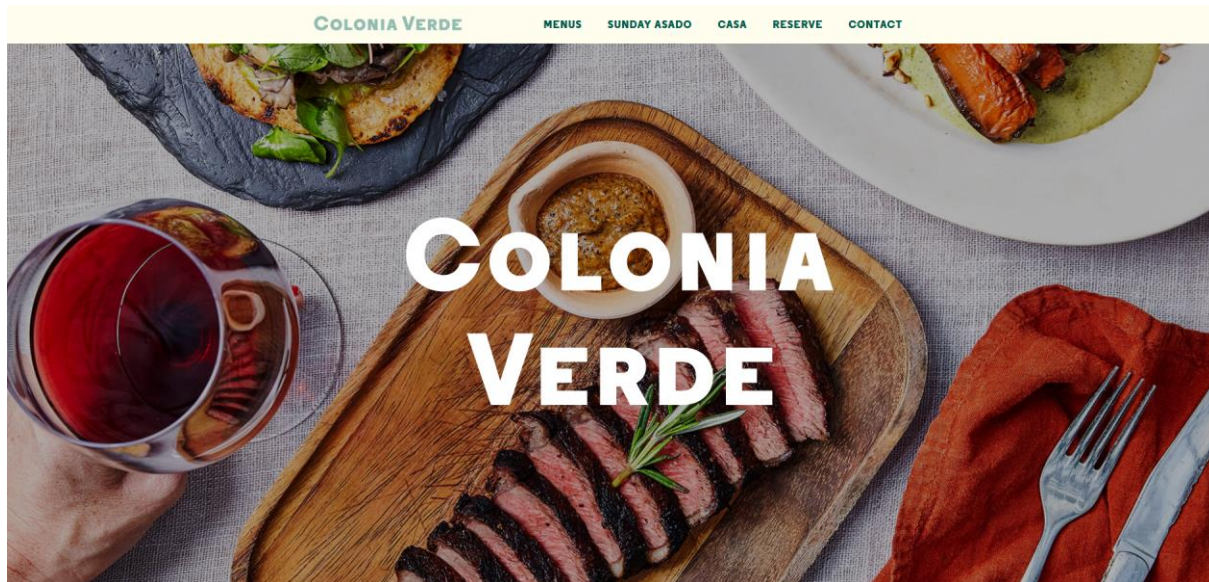 COLONIA VERDE
MENUS SUNDAY ASADO CASA RESERVE CONTACT
COLONIA
VERDE